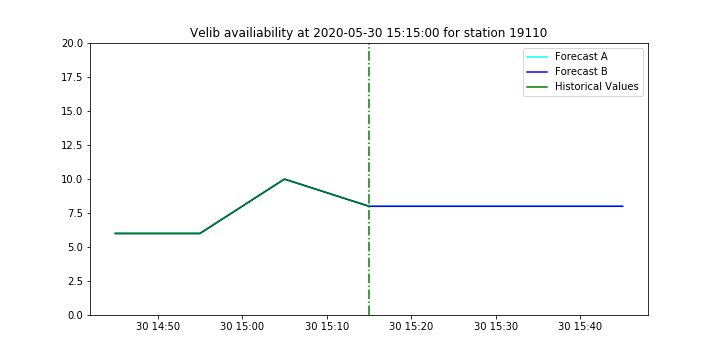 Velib availiability at 2020-05-30 15:15:00 for station 19110
20.0
17.5
15.0
12.5
10.0
7.5
5.0
2.5
0.0
Forecast A
Forecast B
Historical Values
30 14:50 30 15:00 30 15:10 30 15:20 30 15:30 30 15:40